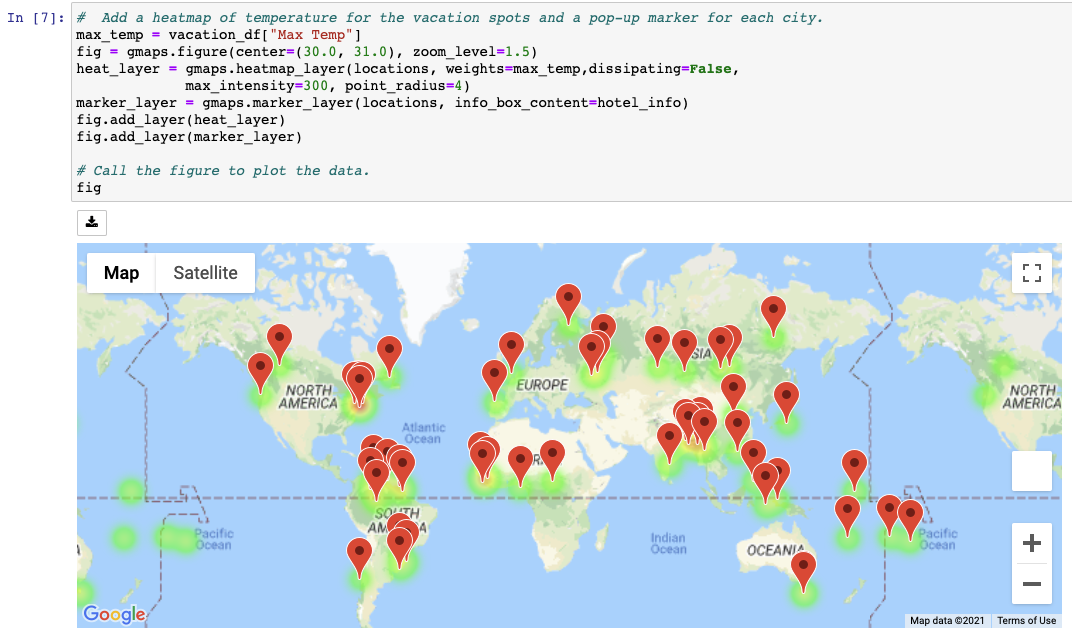 In [7]:
#  Add a heatmap of temperature for the vacation spots and a pop-up marker for each city.
max_temp = vacation_df["Max Temp"]
fig = gmaps.figure(center=(30.0, 31.0), zoom_level=1.5)
heat_layer = gmaps.heatmap_layer(locations, weights=max_temp,dissipating=False,
             max_intensity=300, point_radius=4)
marker_layer = gmaps.marker_layer(locations, info_box_content=hotel_info)
fig.add_layer(heat_layer)
fig.add_layer(marker_layer)
# Call the figure to plot the data.
fig
Map
Satellite
NORTH
AMERICA
EUROPE
SIA
NORTH
AMERICA
Atlantic
Ocean
SOUTH
Pacific
Ocean
Indian
Ocean
OCEANIA
Pacific
Ocean
+
−
Google
Map data ©2021
Terms of Use